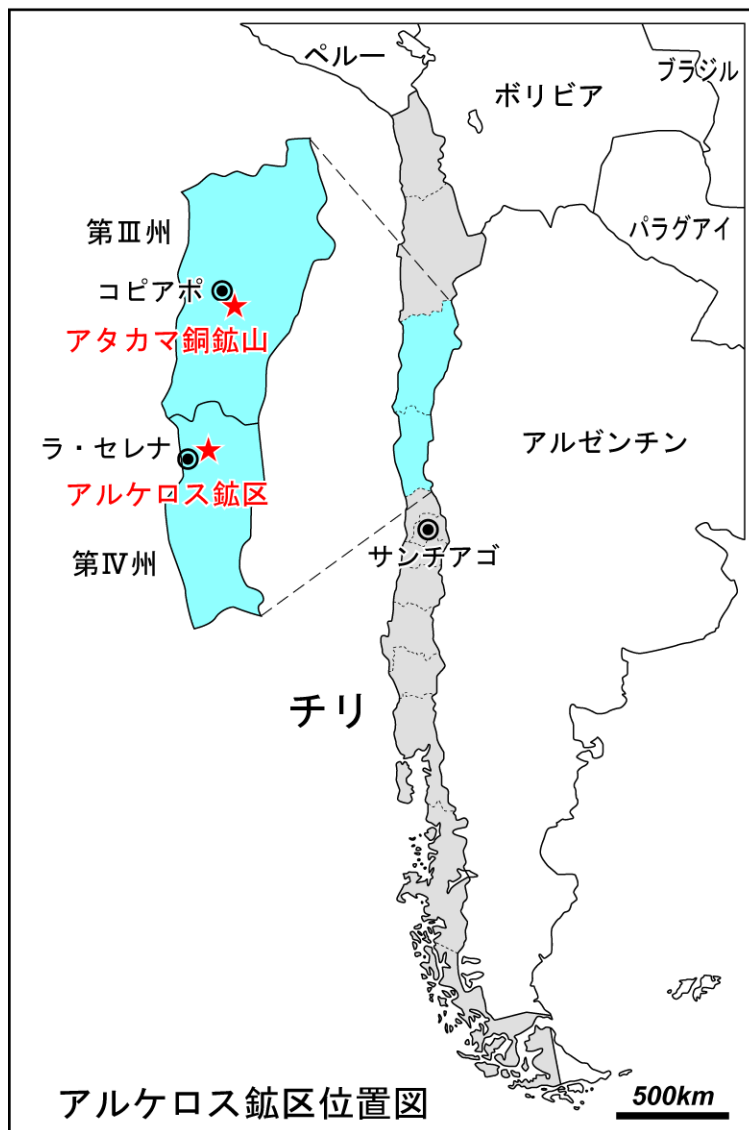 ペルー
ブラジル
ボリビア
第Ⅲ州
パラグアイ
コピアポ
アタカマ銅鉱山
ラ・セレナ
アルゼンチン
アルケロス鉱区
サンチアゴ
第Ⅳ州
チリ
アルケロス鉱区位置図
500km